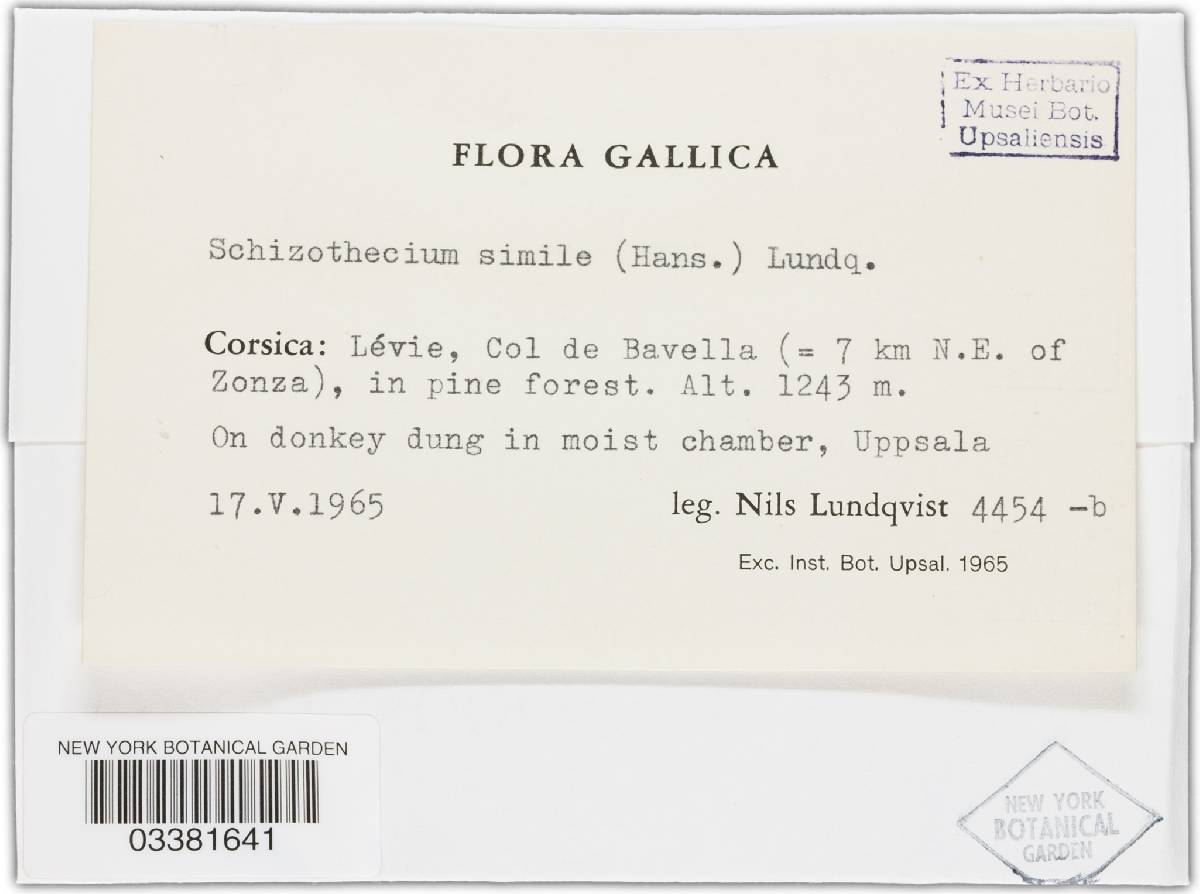 Ex Herbario
Musei Bot.
Upsaliensis
FLORA GALLICA
Schizothecium simile (Hans.) Lundq.
Corsica: Lévie, Col de Bavella (= 7 km N.E. of
Zonza), in pine forest. Alt. 1243 m.
On donkey dung in moist chamber, Uppsala
17.V.1965 leg. Nils Lundqvist 4454 -b
Exc. Inst. Bot. Upsal. 1965
NEW YORK BOTANICAL GARDEN
03381641
NEW YORK
BOTANICAL
GARDEN